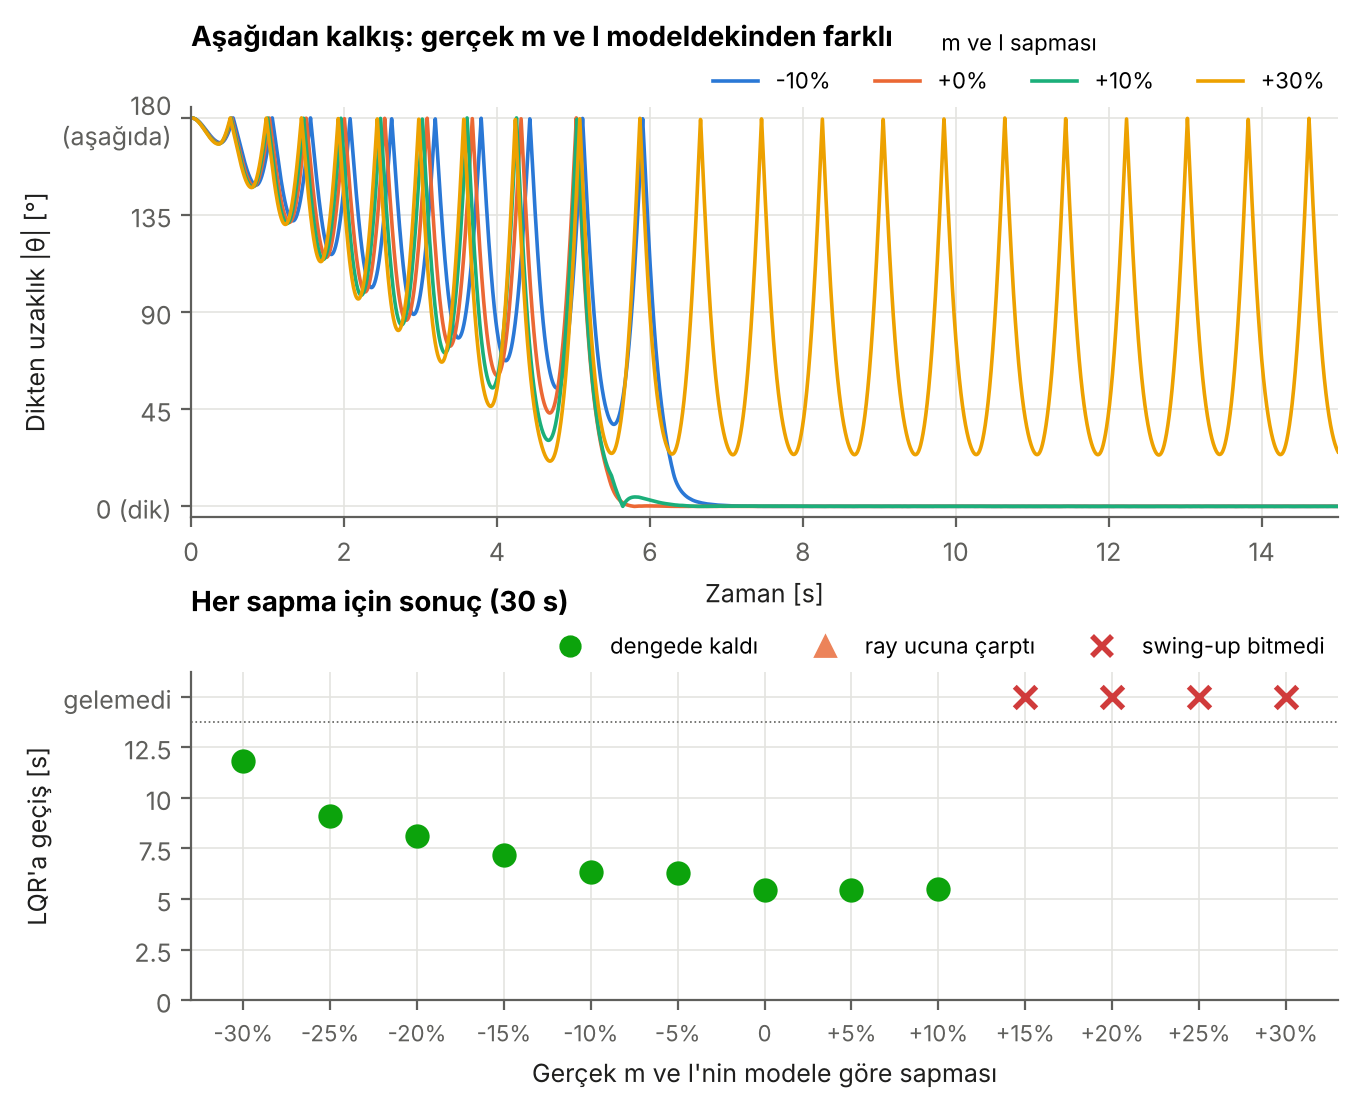 Aşağıdan kalkış: gerçek m ve l modeldekinden farklı
m ve l sapması
-10%
+0%
+10%
+30%
180
(aşağıda)
135
90
45
0 (dik)
Dikten uzaklık |θ| [°]
0
2
4
6
8
10
12
14
Zaman [s]
Her sapma için sonuç (30 s)
dengede kaldı
ray ucuna çarptı
swing-up bitmedi
gelemedi
12.5
10
7.5
5
2.5
0
LQR'a geçiş [s]
-30%
-25%
-20%
-15%
-10%
-5%
0
+5%
+10%
+15%
+20%
+25%
+30%
Gerçek m ve l'nin modele göre sapması